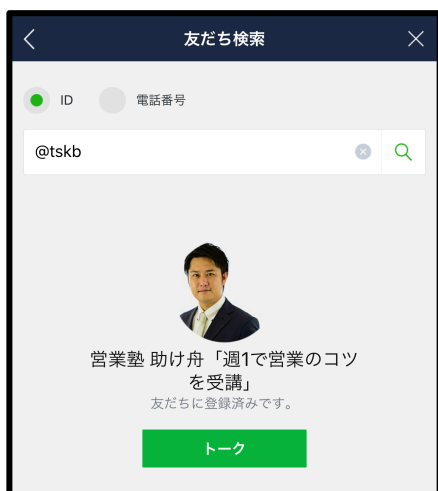 友だち検索
ID 電話番号
@tskb
営業塾 助け舟「週1で営業のコツ
を受講」
友だちに登録済みです。
トーク